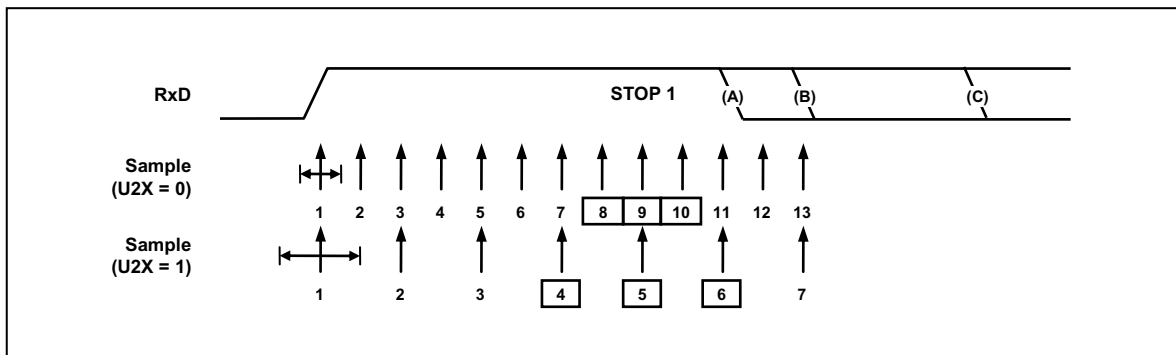 RxD STOP 1 (A) (B) (C)
Sample
(U2X = 0)
1 2 3 4 5 6 7 8 9 10 11 12 13
Sample
(U2X = 1)
1 2 3 4 5 6 7